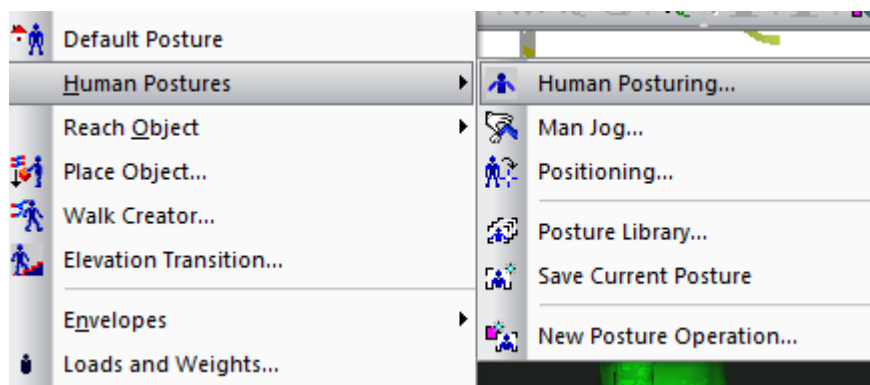 Default Posture
Human Postures
Reach Object
Place Object...
Walk Creator...
Elevation Transition...
Envelopes
Loads and Weights...
Human Posturing...
Man Jog...
Positioning...
Posture Library...
Save Current Posture
New Posture Operation...